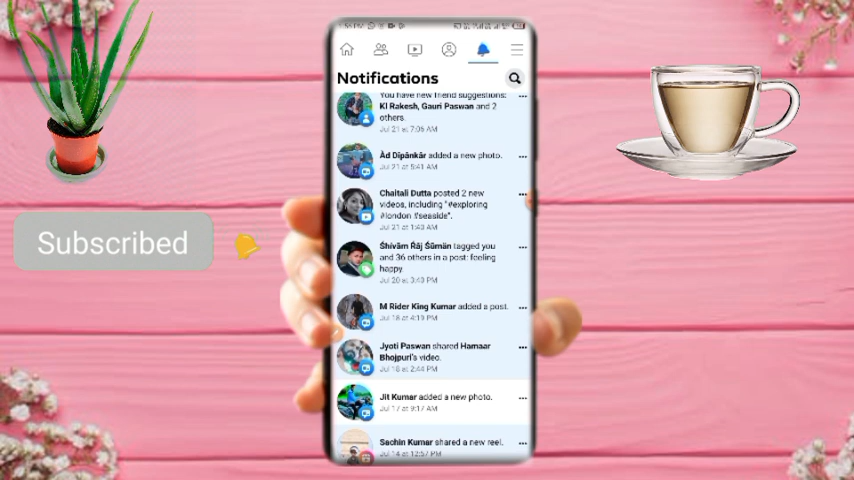 Notifications
You have new friend suggestions:
KI Rakesh, Gauri Paswan and 2
others.
Jul 21 at 7:06 AM
Àd Dìpânkâr added a new photo.
Jul 21 at 5:41 AM
Chaitali Dutta posted 2 new
videos, including "#exploring
#london #seaside".
Jul 21 at 1:43 AM
Śhívām Rāj Śūmān tagged you
and 36 others in a post: feeling
happy.
Jul 20 at 3:43 PM
M Rider King Kumar added a post.
Jul 18 at 4:19 PM
Jyoti Paswan shared Hamaar
Bhojpuri's video.
Jul 18 at 2:44 PM
Jit Kumar added a new photo.
Jul 17 at 9:17 AM
Sachin Kumar shared a new reel.
Jul 14 at 12:57 PM
Subscribed